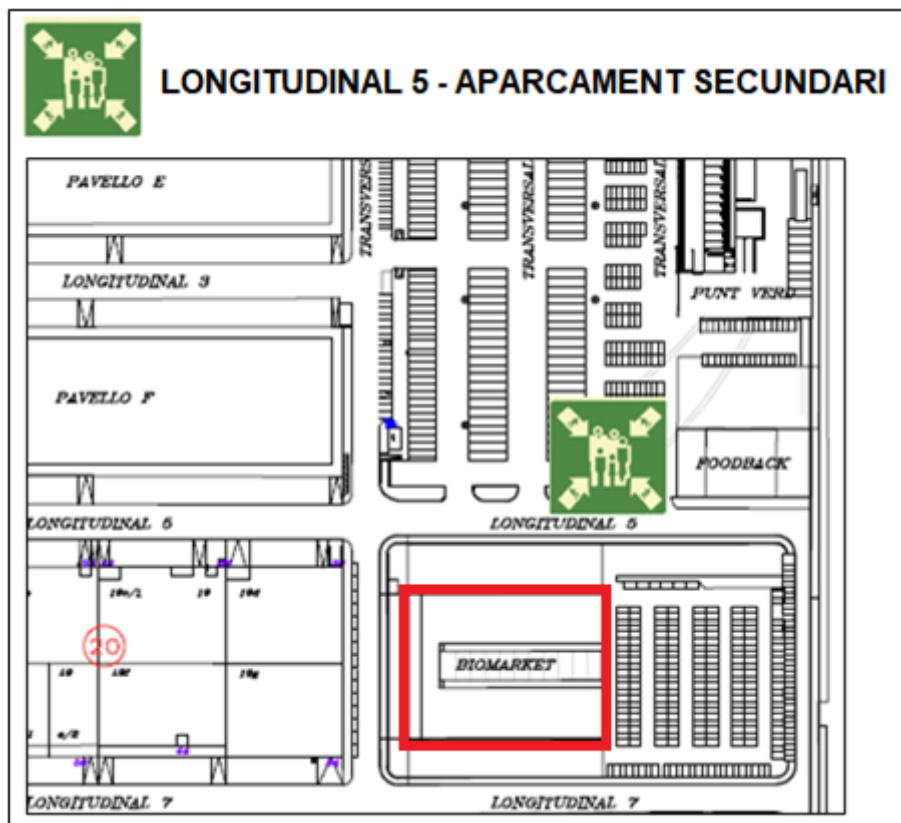 LONGITUDINAL 5 - APARCAMENT SECUNDARI
PAVELLO E
TRANSVERS
TRANSVERSAL
TRANSVERSAL
LONGITUDINAL 3
PUNT VERD
PAVELLO F
FOODBACK
LONGITUDINAL 5
LONGITUDINAL 5
20
BIOMARKET
LONGITUDINAL 7
LONGITUDINAL 7